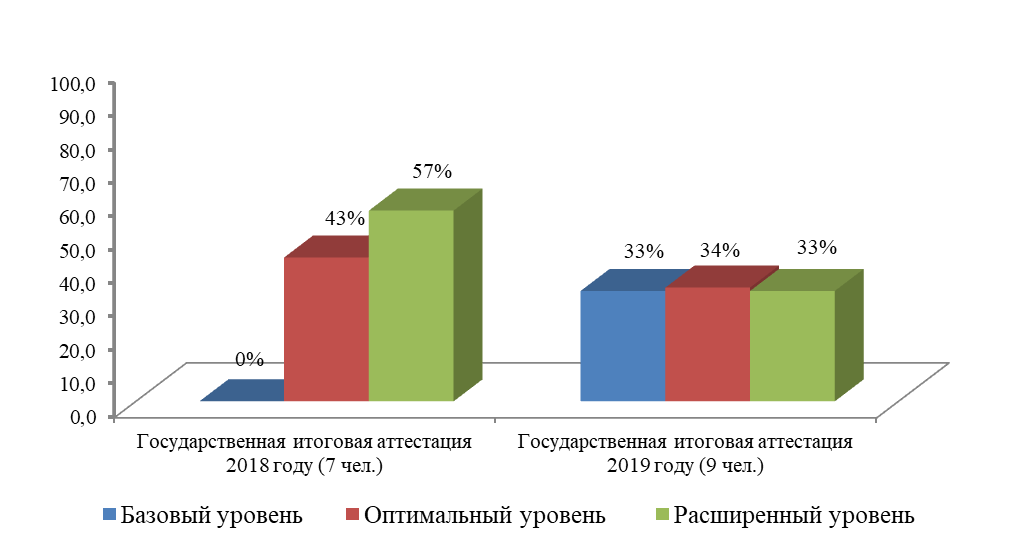 100,0
90,0
80,0
70,0
60,0
50,0
40,0
30,0
20,0
10,0
0,0
0%
43%
57%
33%
34%
33%
Государственная итоговая аттестация
2018 году (7 чел.)
Государственная итоговая аттестация
2019 году (9 чел.)
Базовый уровень
Оптимальный уровень
Расширенный уровень